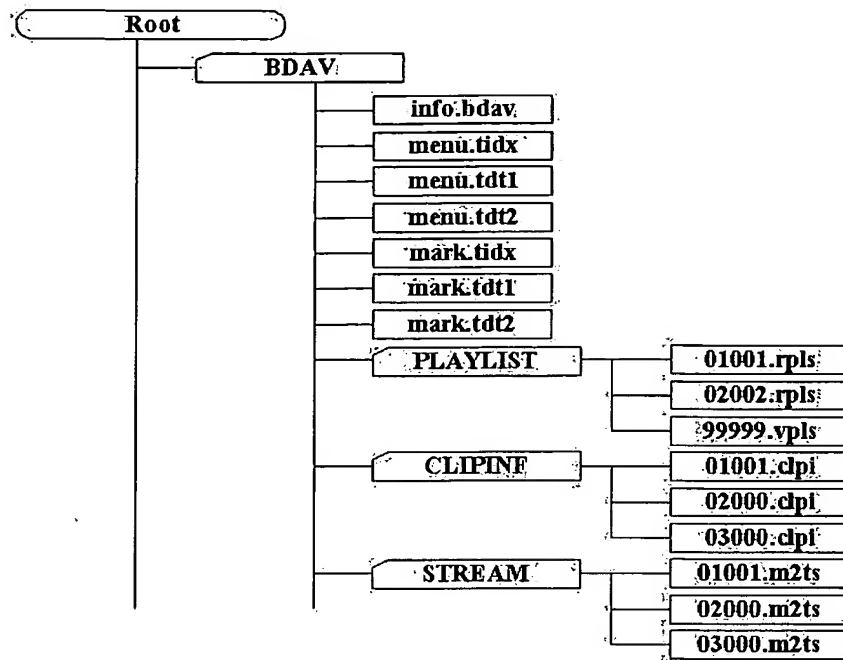 Root
BDAV
info.bdav
menu.tidx
menu.tdt1
menu.tdt2
mark.tidx
mark.tdt1
mark.tdt2
PLAYLIST
01001.rpls
02002.rpls
99999.vpls
CLIPINF
01001.clpi
02000.clpi
03000.clpi
STREAM
01001.m2ts
02000.m2ts
03000.m2ts